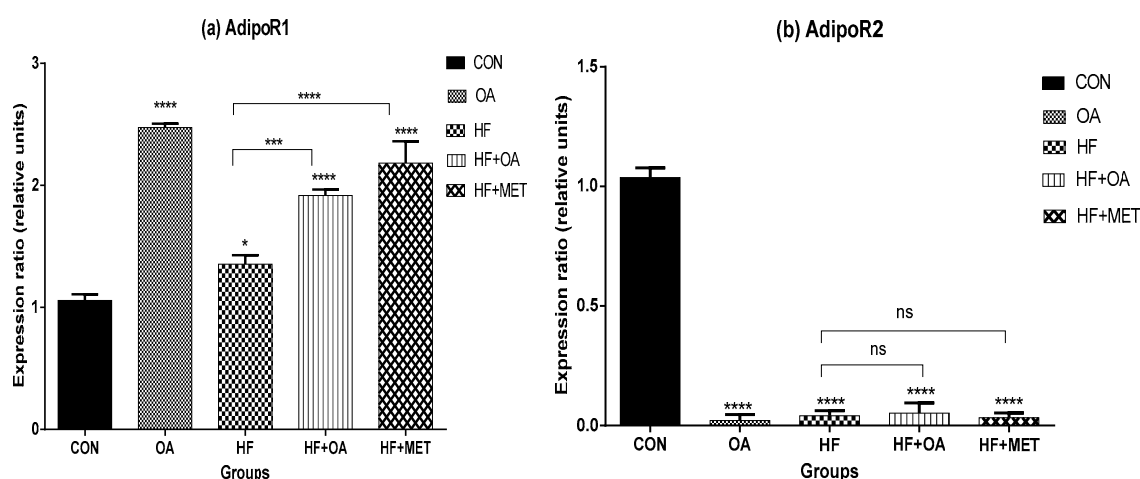 (a) AdipoR1
Expression ratio (relative units)
3
2
1
0
****
*
***
****
****
****
CON
OA
HF
HF+OA
HF+MET
Groups
CON
OA
HF
HF+OA
HF+MET
(b) AdipoR2
Expression ratio (relative units)
1.5
1.0
0.5
0.0
ns
ns
****
****
****
****
CON
OA
HF
HF+OA
HF+MET
Groups
CON
OA
HF
HF+OA
HF+MET